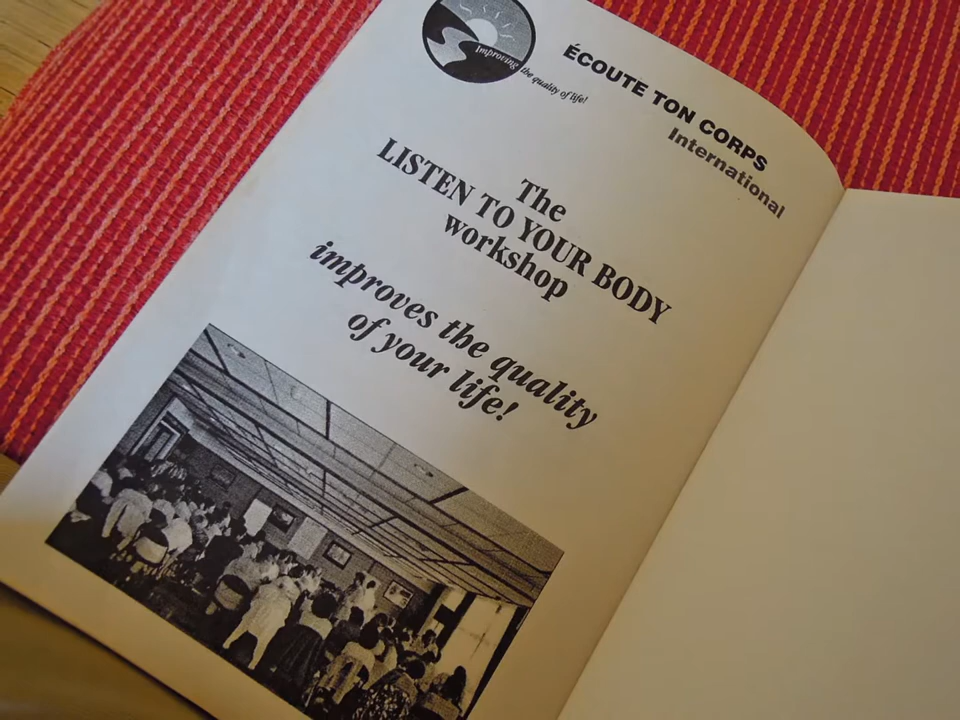 Improving the quality of life!
ÉCOUTE TON CORPS
International
The
LISTEN TO YOUR BODY
workshop
improves the quality
of your life!